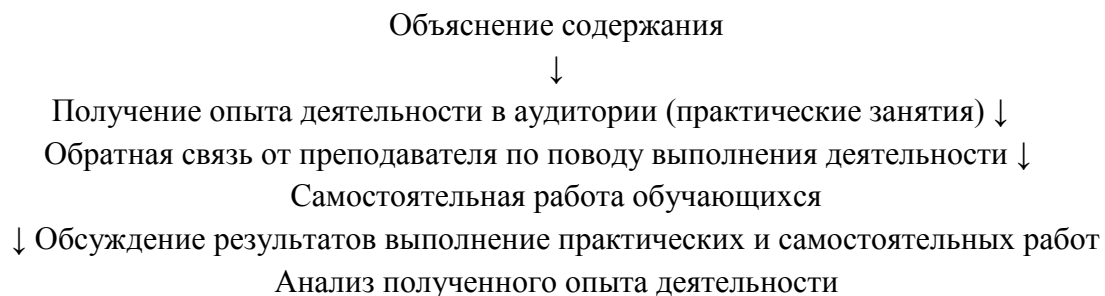 Объяснение содержания
↓
Получение опыта деятельности в аудитории (практические занятия) ↓
Обратная связь от преподавателя по поводу выполнения деятельности ↓
Самостоятельная работа обучающихся
↓ Обсуждение результатов выполнение практических и самостоятельных работ
Анализ полученного опыта деятельности